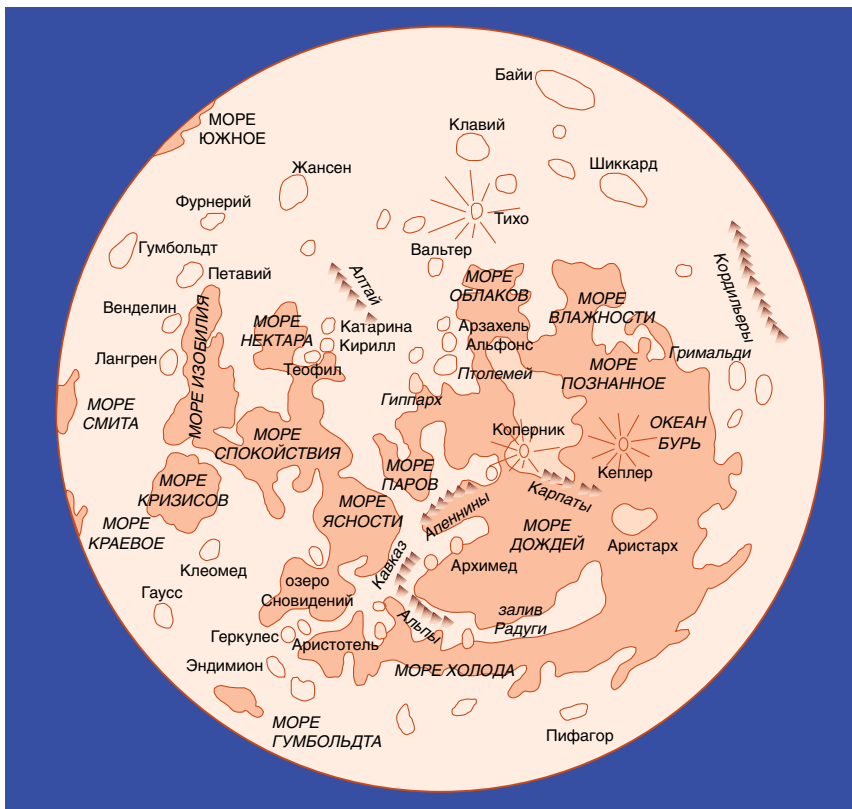 Байи
МОРЕ
ЮЖНОЕ
Клавий
Жансен
Шиккард
Фурнерий
Тихо
Гумбольдт
Вальтер
Петавий
Алтай
МОРЕ
ОБЛАКОВ
Кордильеры
Венделин
МОРЕ
ВЛАЖНОСТИ
МОРЕ
НЕКТАРА
Катарина
Кирилл
Арзахель
Альфонс
Лангрен
МОРЕ ИЗОБИЛИЯ
Теофил
Птолемей
Гримальди
МОРЕ
ПОЗНАННОЕ
Гиппарх
МОРЕ
СМИТА
МОРЕ
СПОКОЙСТВИЯ
Коперник
ОКЕАН
БУРЬ
МОРЕ
ПАРОВ
Кеплер
МОРЕ
КРИЗИСОВ
Карпаты
Апеннины
МОРЕ
ЯСНОСТИ
МОРЕ
КРАЕВОЕ
МОРЕ
ДОЖДЕЙ
Аристарх
Клеомед
Кавказ
Архимед
озеро
Сновидений
Гаусс
залив
Радуги
Альпы
Геркулес
Аристотель
Эндимион
МОРЕ ХОЛОДА
МОРЕ
ГУМБОЛЬДТА
Пифагор